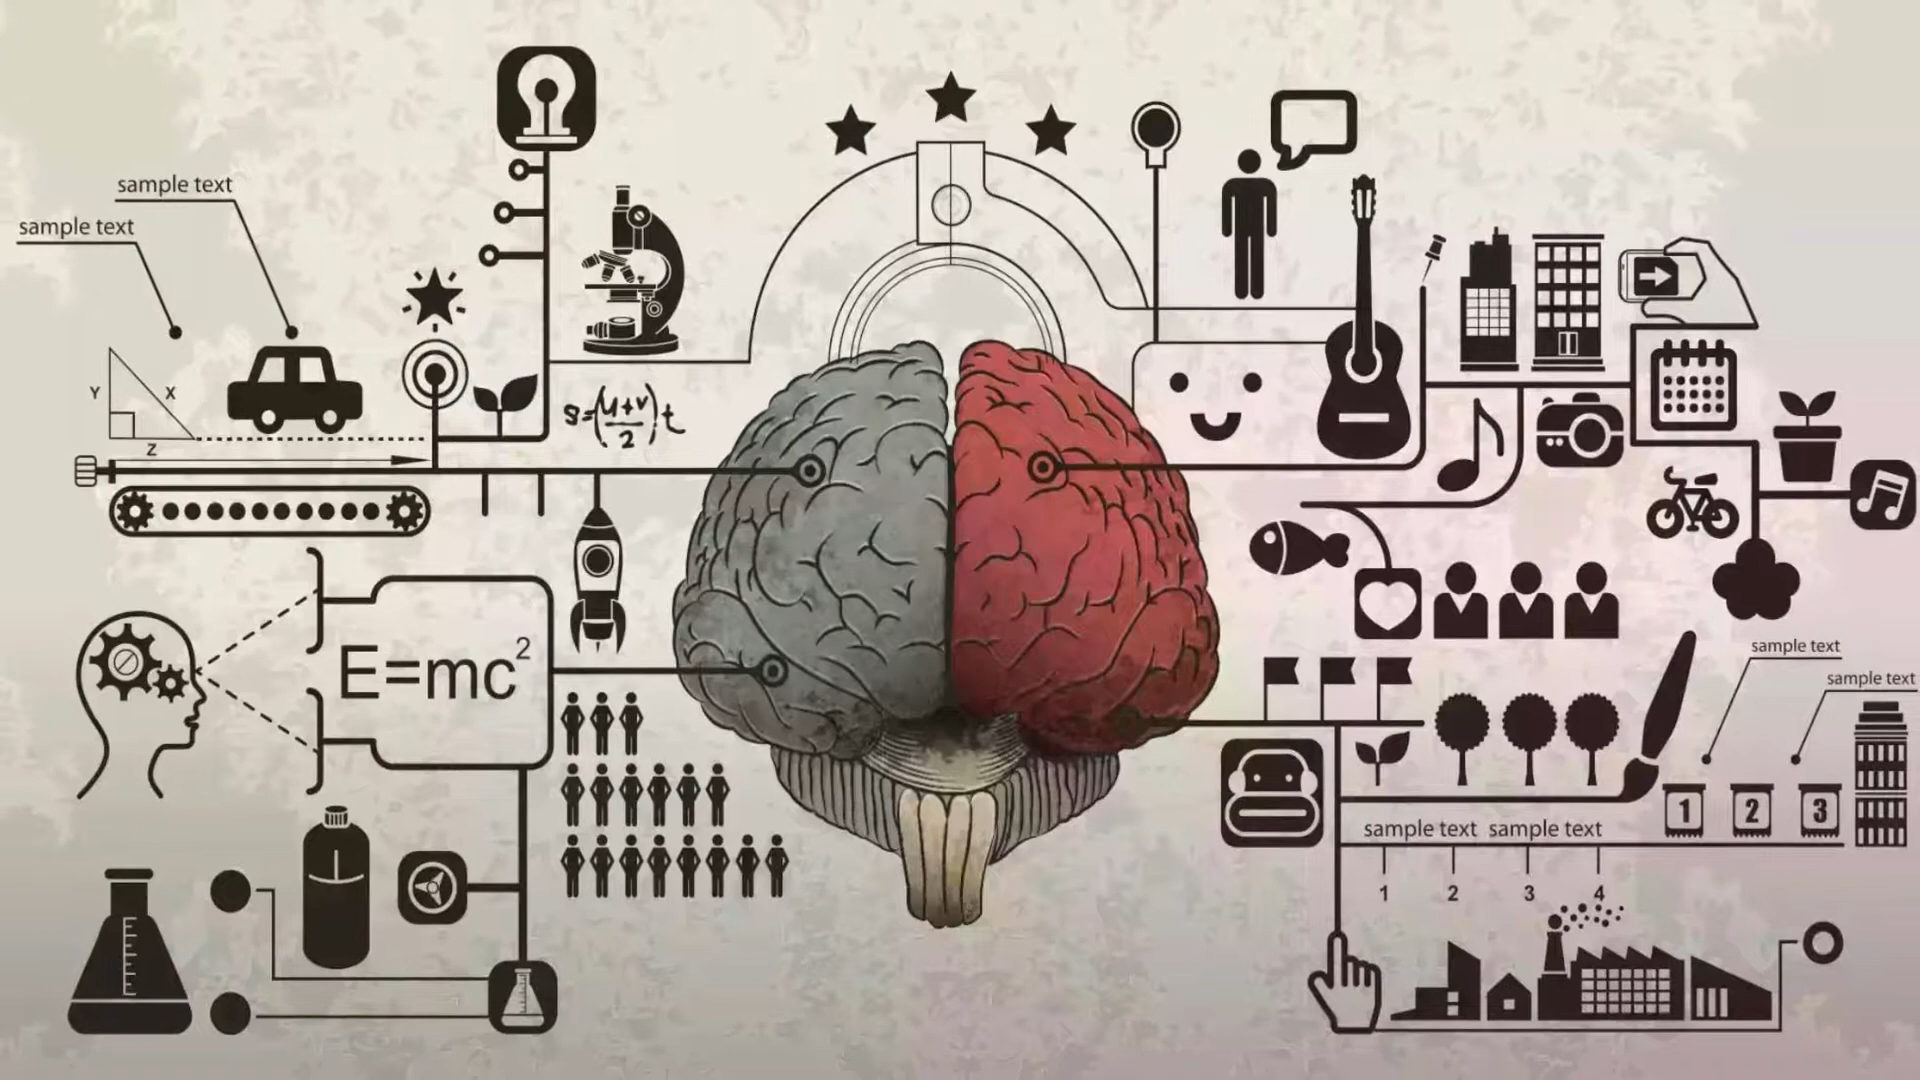 sample text
sample text
Y
X
Z
s=(u+v/2)t
E=mc²
sample text
sample text
1
2
3
sample text sample text
1 2 3 4